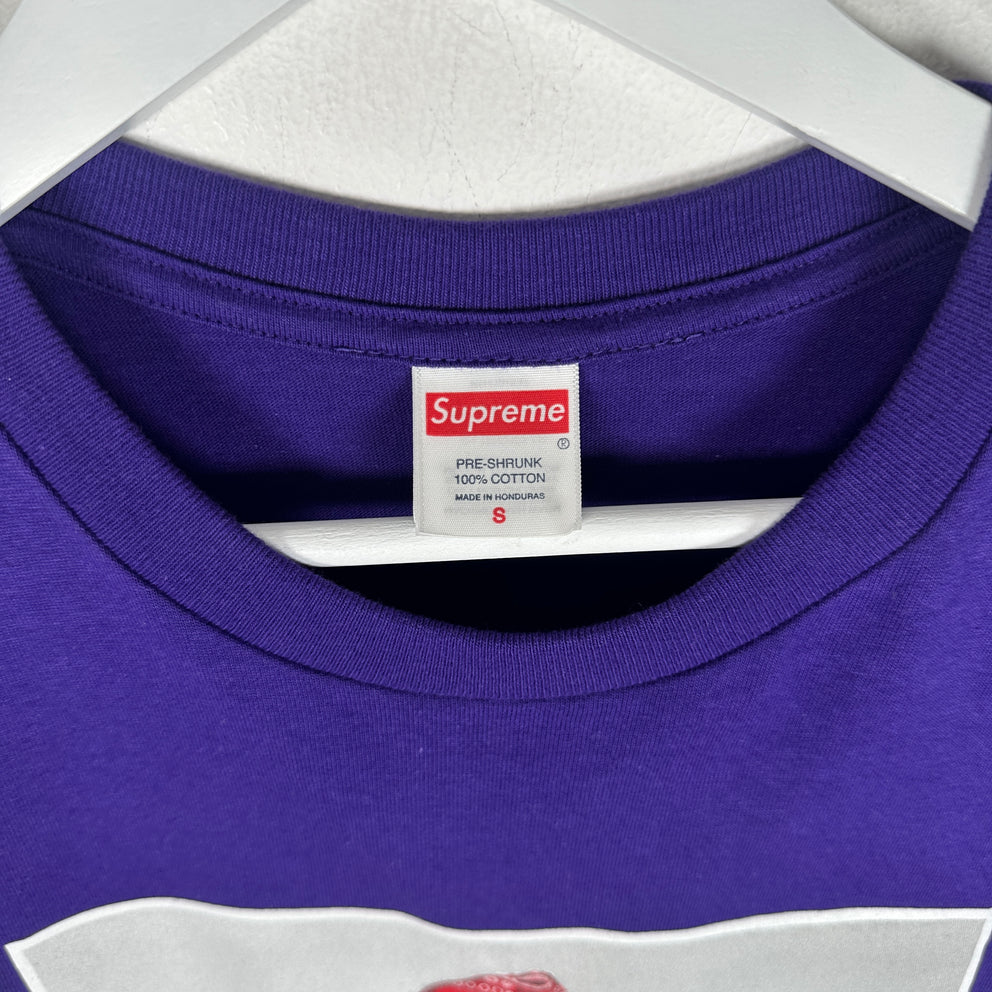 Supreme
®
PRE-SHRUNK
100% COTTON
MADE IN HONDURAS
S